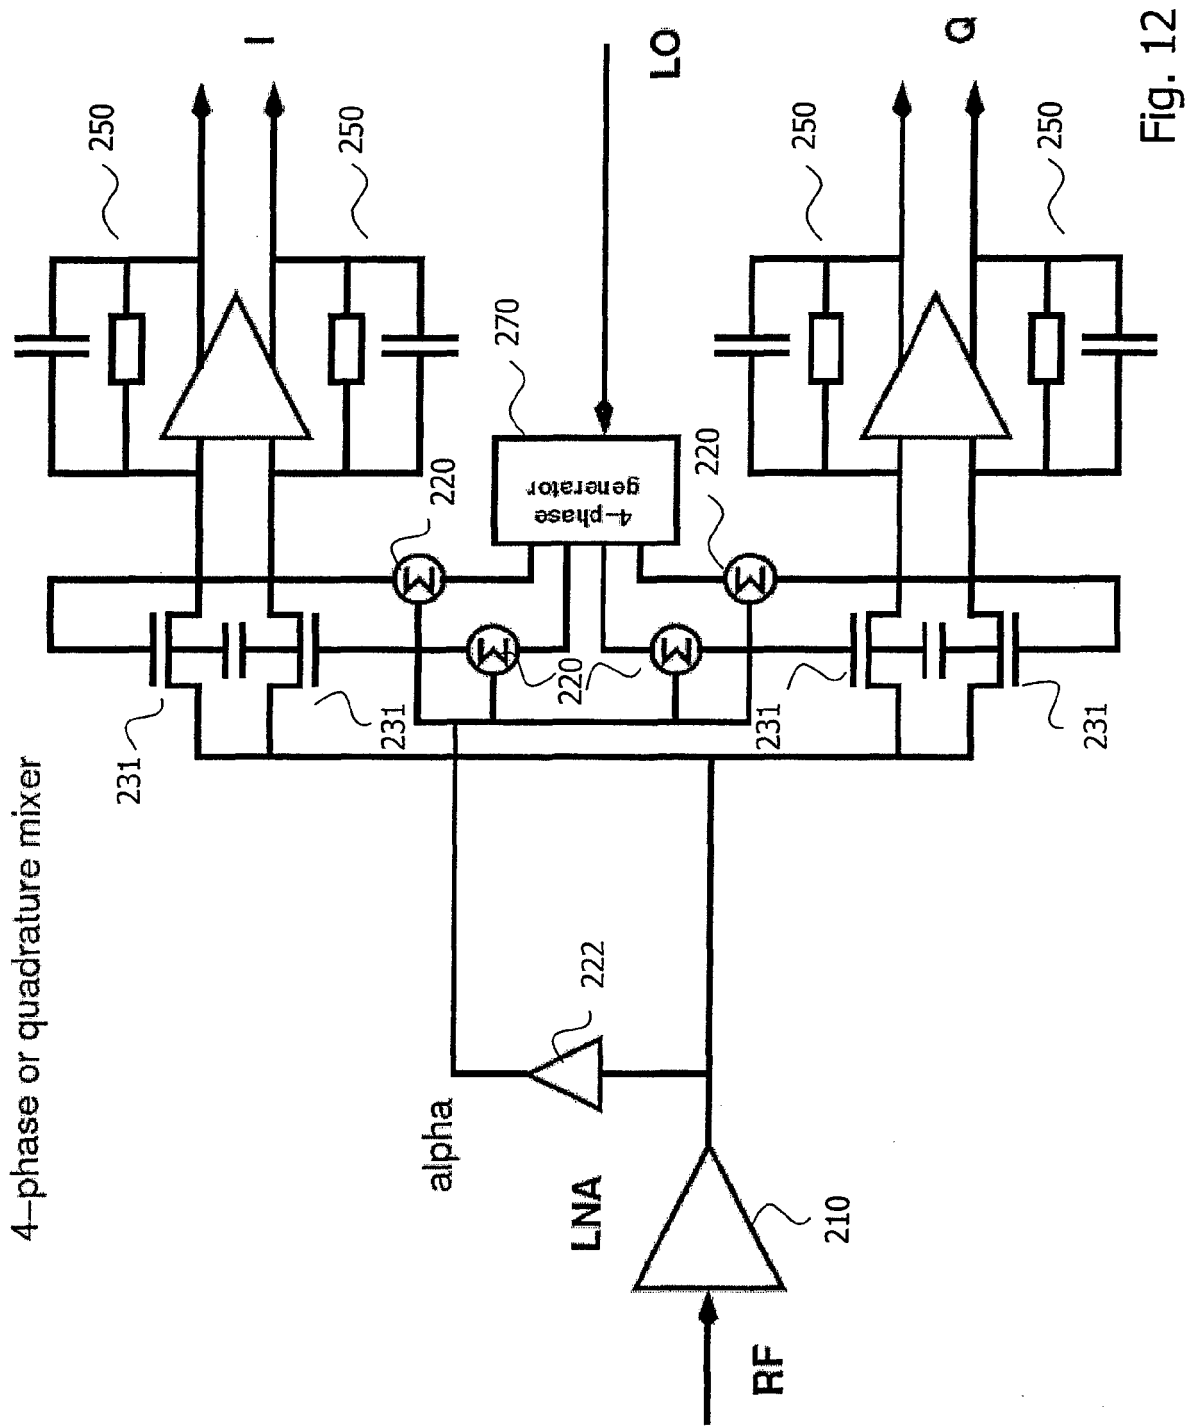 4–phase or quadrature mixer
RF
LNA
210
alpha
222
231
231
231
231
220
220
220
4–phase
generator
270
LO
250
250
250
250
I
Q
Fig. 12
Σ
Σ
Σ
Σ